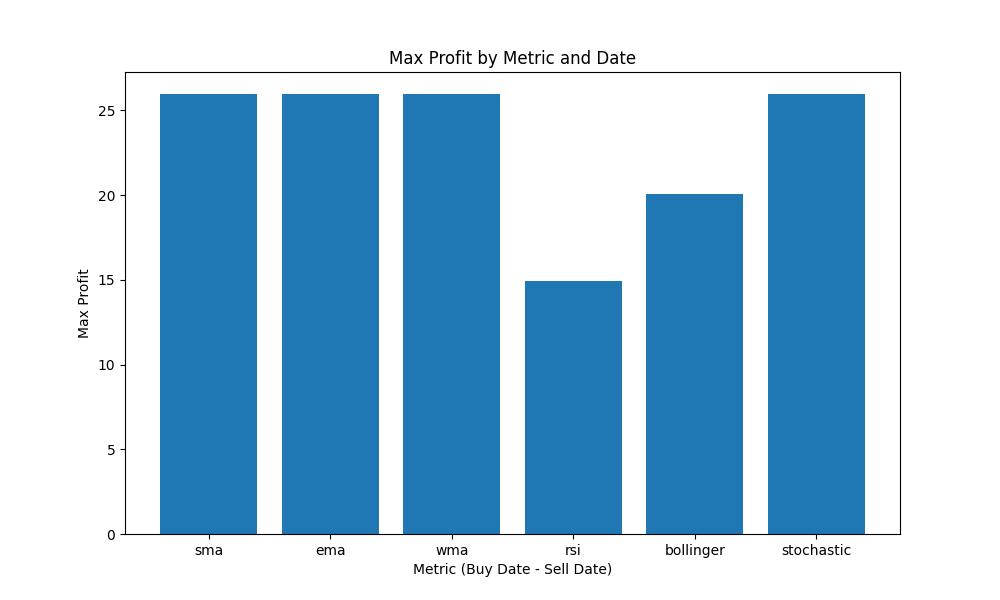 Max Profit by Metric and Date
Max Profit
25
20
15
10
5
0
sma ema wma rsi bollinger stochastic
Metric (Buy Date - Sell Date)